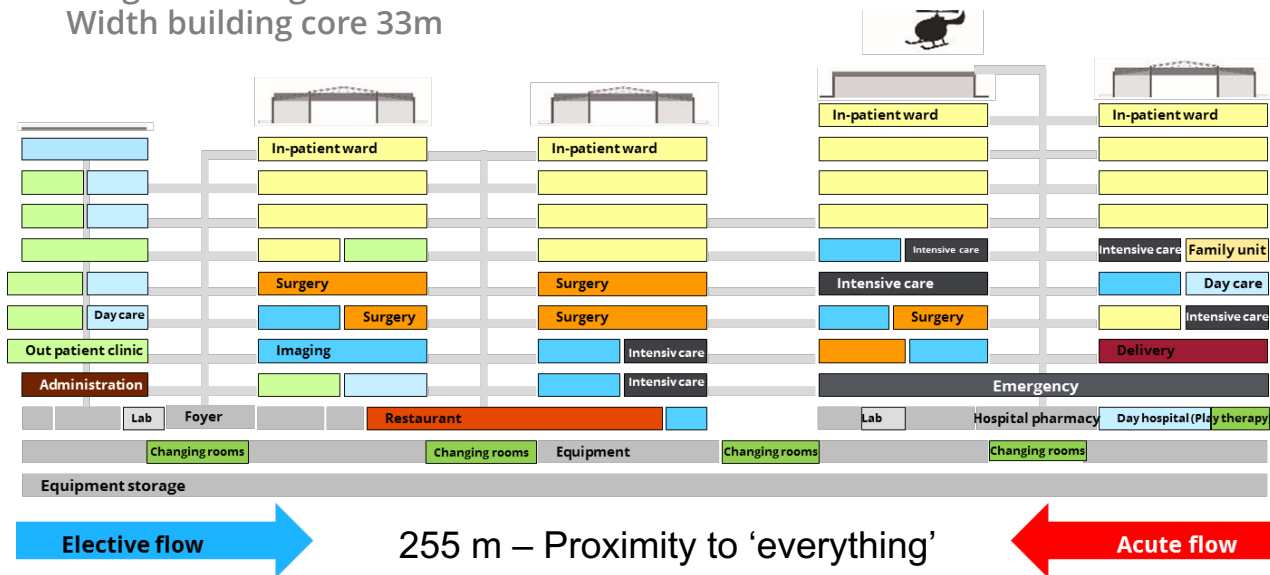 Width building core 33m
In-patient ward
In-patient ward
In-patient ward
In-patient ward
Intensive care
Intensive care
Family unit
Surgery
Surgery
Intensive care
Day care
Day care
Surgery
Surgery
Surgery
Intensive care
Out patient clinic
Imaging
Intensiv care
Delivery
Administration
Intensiv care
Emergency
Lab
Foyer
Restaurant
Lab
Hospital pharmacy
Day hospital (Play therapy
Changing rooms
Changing rooms
Equipment
Changing rooms
Changing rooms
Equipment storage
Elective flow
255 m – Proximity to ‘everything’
Acute flow